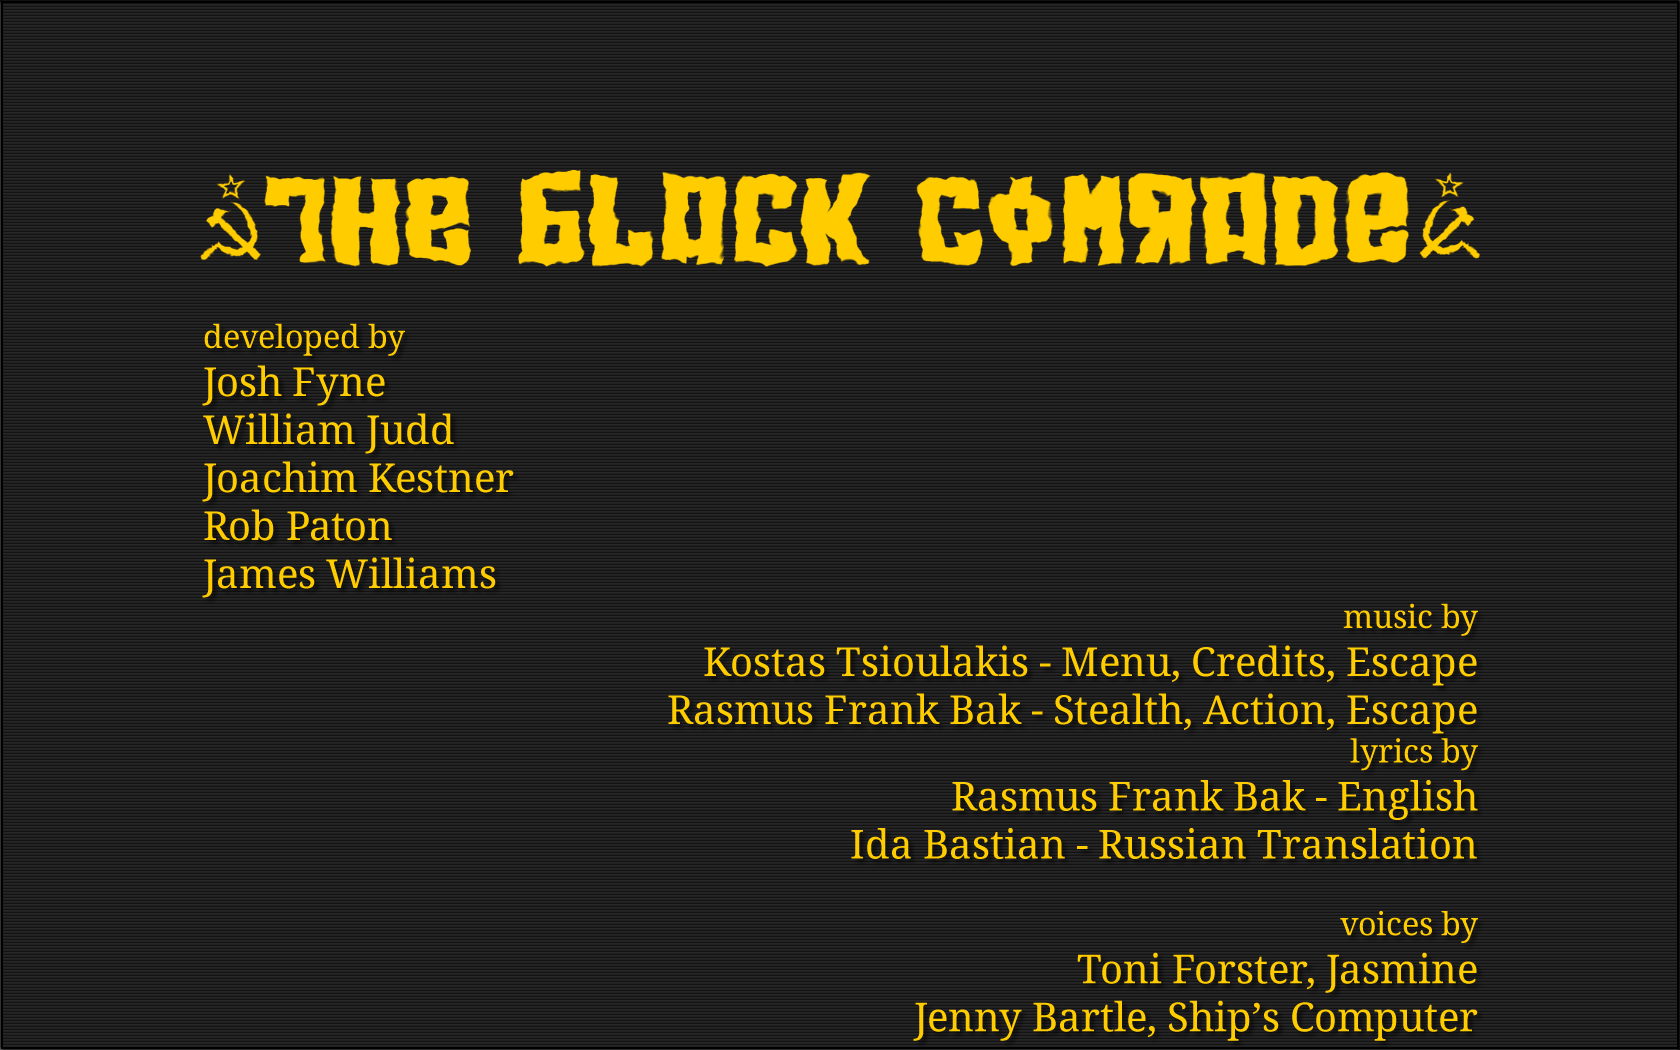 THE BLACK COMRADE
developed by
Josh Fyne
William Judd
Joachim Kestner
Rob Paton
James Williams
music by
Kostas Tsioulakis - Menu, Credits, Escape
Rasmus Frank Bak - Stealth, Action, Escape
lyrics by
Rasmus Frank Bak - English
Ida Bastian - Russian Translation
voices by
Toni Forster, Jasmine
Jenny Bartle, Ship’s Computer